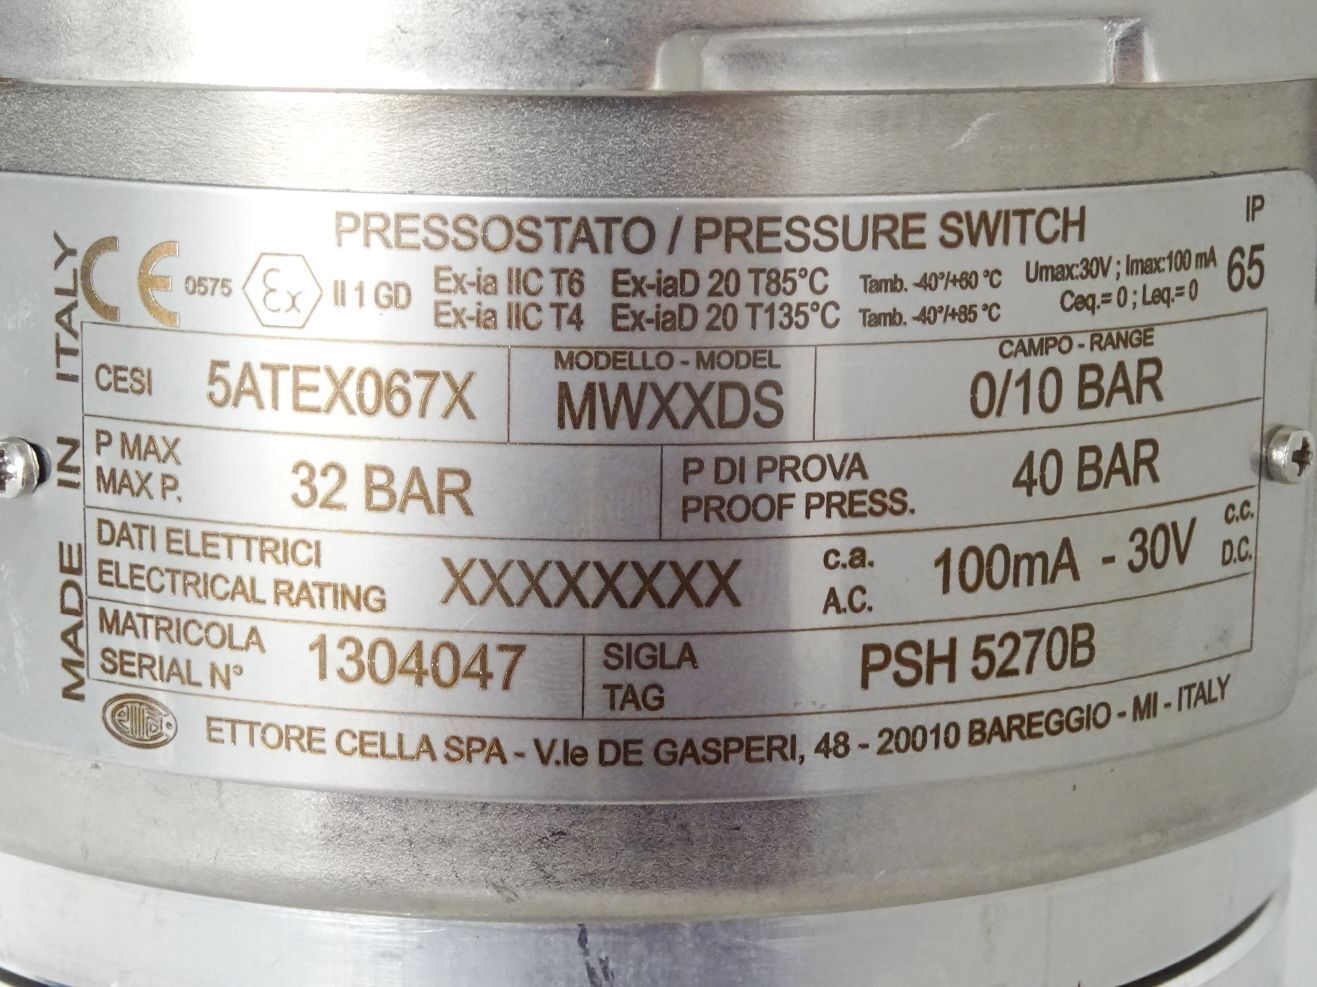 PRESSOSTATO / PRESSURE SWITCH
IP
65
MADE IN ITALY
CE 0575 Ex II 1 GD
Ex-ia IIC T6 Ex-iaD 20 T85°C Tamb. -40°/+60 °C
Ex-ia IIC T4 Ex-iaD 20 T135°C Tamb. -40°/+85 °C
Umax:30V ; Imax:100 mA
Ceq.= 0 ; Leq.= 0
CESI 5ATEX067X
MODELLO - MODEL
MWXXDS
CAMPO - RANGE
0/10 BAR
P MAX
MAX P.
32 BAR
P DI PROVA
PROOF PRESS.
40 BAR
DATI ELETTRICI
ELECTRICAL RATING
XXXXXXXX
c.a.
A.C.
100mA - 30V
c.c.
D.C.
MATRICOLA
SERIAL N°
1304047
SIGLA
TAG
PSH 5270B
ETTORE CELLA SPA - V.le DE GASPERI, 48 - 20010 BAREGGIO - MI - ITALY